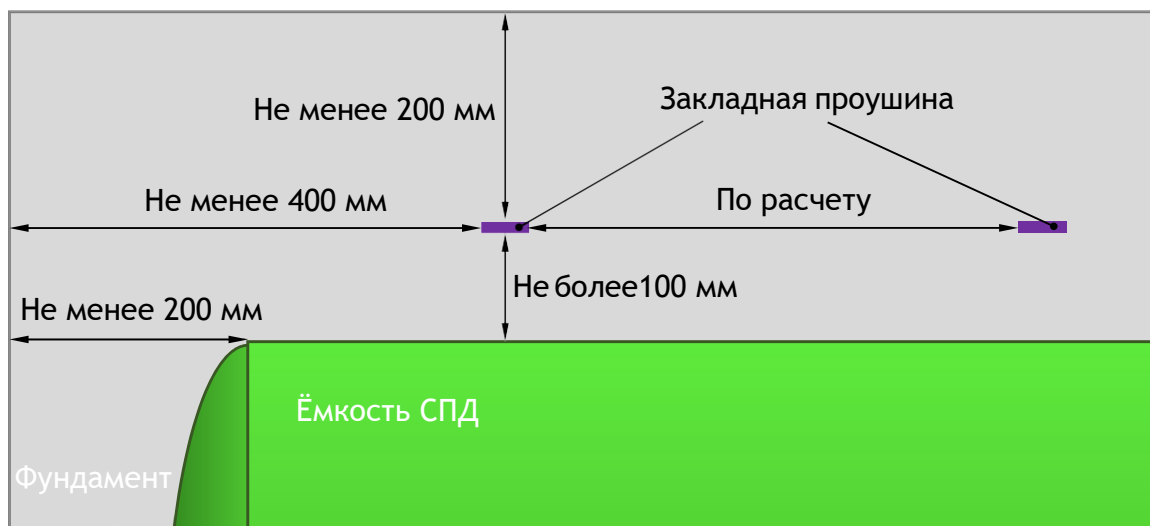 Не менее 200 мм
Закладная проушина
Не менее 400 мм
По расчету
Не более100 мм
Не менее 200 мм
Ёмкость СПД
Фундамент